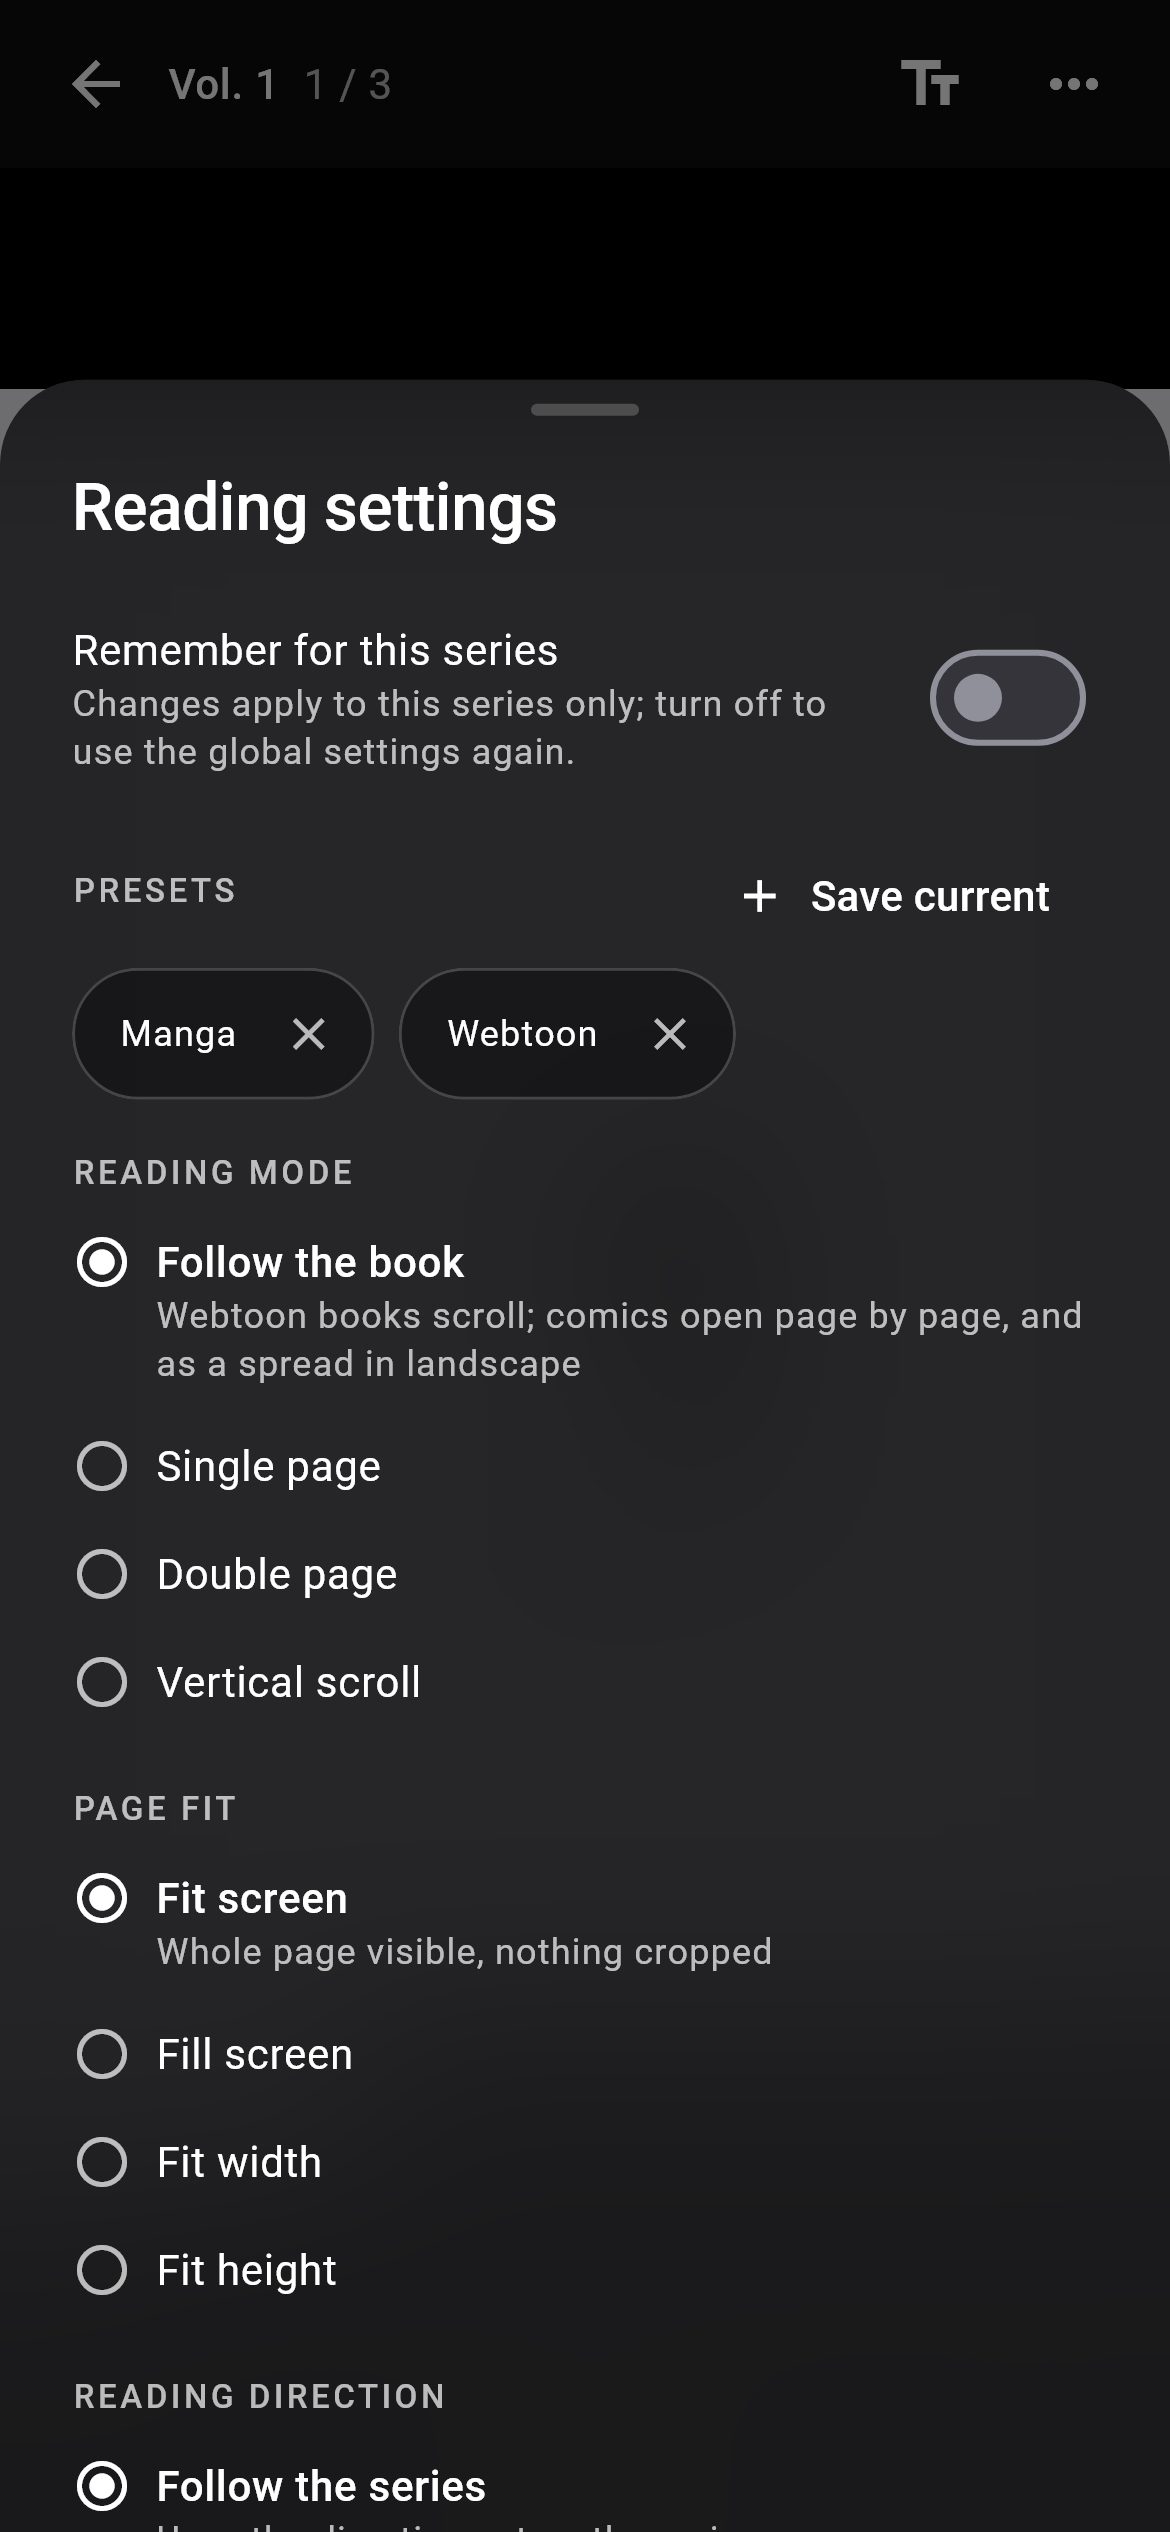 Vol. 1 1 / 3
Reading settings
Remember for this series
Changes apply to this series only; turn off to
use the global settings again.
PRESETS
Save current
Manga
Webtoon
READING MODE
Follow the book
Webtoon books scroll; comics open page by page, and
as a spread in landscape
Single page
Double page
Vertical scroll
PAGE FIT
Fit screen
Whole page visible, nothing cropped
Fill screen
Fit width
Fit height
READING DIRECTION
Follow the series